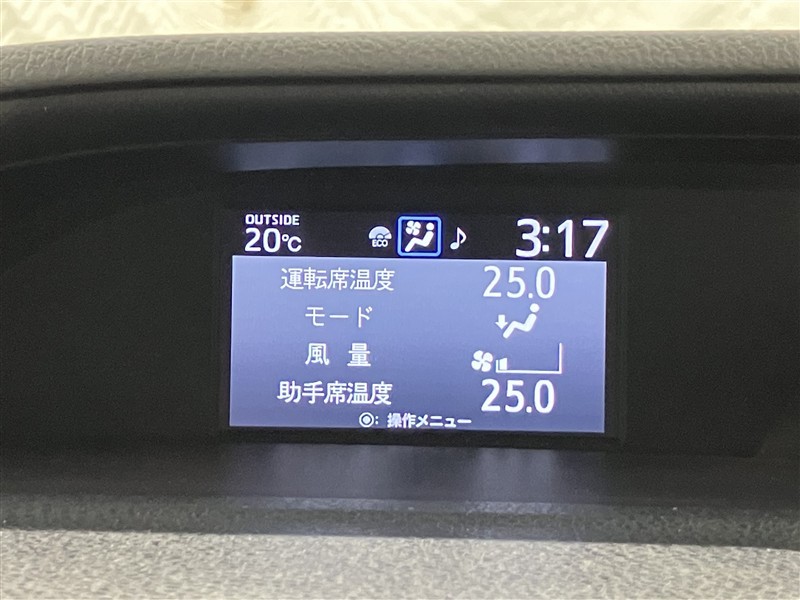 OUTSIDE
20℃ ECO 3:17
運転席温度 25.0
モード
風 量
助手席温度 25.0
◉: 操作メニュー